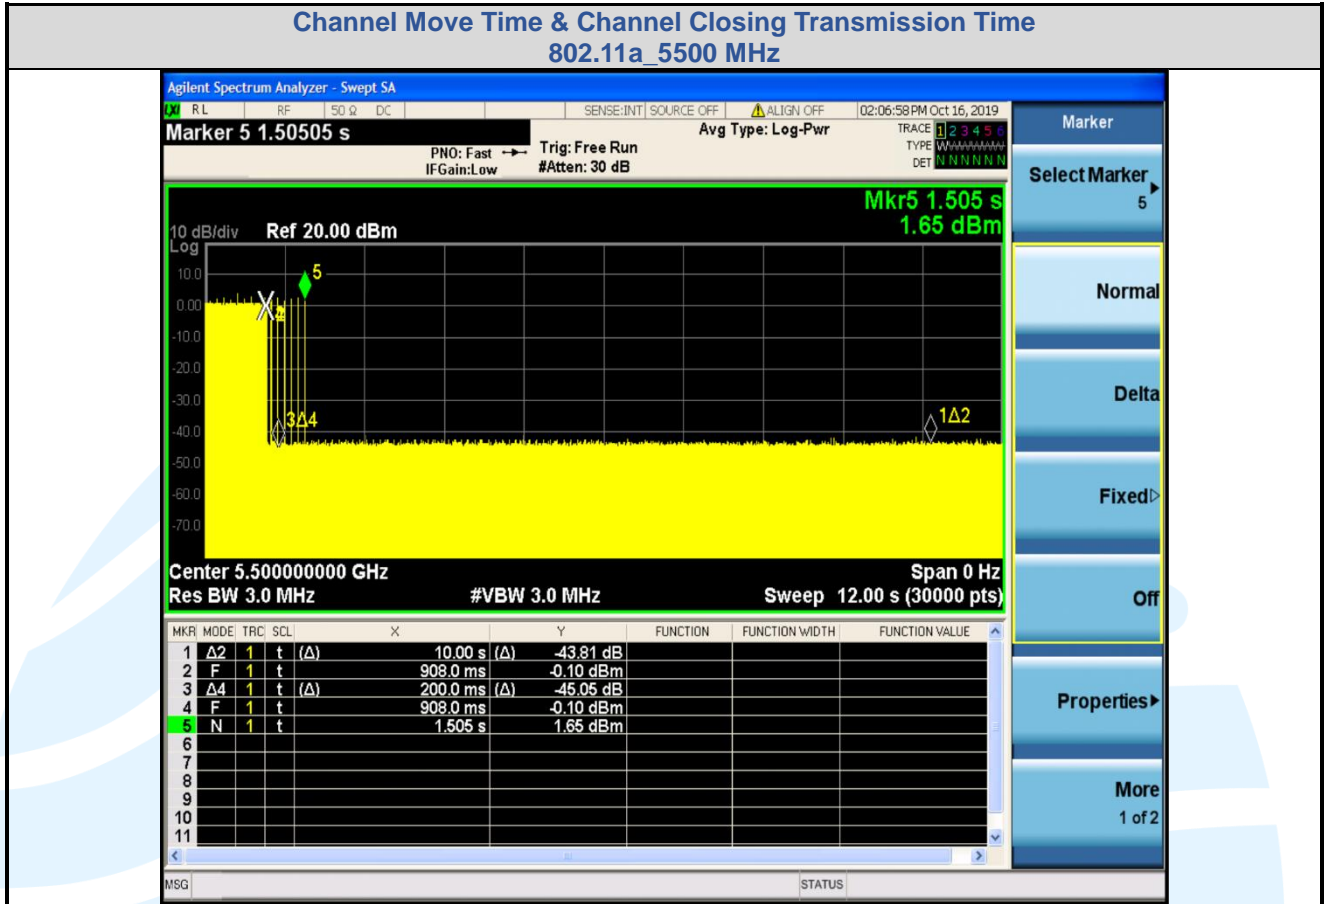 Channel Move Time & Channel Closing Transmission Time
802.11a_5500 MHz
Agilent Spectrum Analyzer - Swept SA
LXI RL RF 50 Ω DC SENSE:INT SOURCE OFF ALIGN OFF 02:06:58 PM Oct 16, 2019
Marker 5 1.50505 s
PNO: Fast
IFGain:Low
Trig: Free Run
#Atten: 30 dB
Avg Type: Log-Pwr
TRACE 1 2 3 4 5 6
TYPE WWWWWW
DET N N N N N N
Mkr5 1.505 s
1.65 dBm
10 dB/div Ref 20.00 dBm
Log
10.0
0.00
-10.0
-20.0
-30.0
-40.0
-50.0
-60.0
-70.0
5
3Δ4
1Δ2
Center 5.500000000 GHz Span 0 Hz
Res BW 3.0 MHz #VBW 3.0 MHz Sweep 12.00 s (30000 pts)
MKR MODE TRC SCL X Y FUNCTION FUNCTION WIDTH FUNCTION VALUE
1 Δ2 1 t (Δ) 10.00 s (Δ) -43.81 dB
2 F 1 t 908.0 ms -0.10 dBm
3 Δ4 1 t (Δ) 200.0 ms (Δ) -45.05 dB
4 F 1 t 908.0 ms -0.10 dBm
5 N 1 t 1.505 s 1.65 dBm
6
7
8
9
10
11
MSG STATUS
Marker
Select Marker
5
Normal
Delta
Fixed
Off
Properties
More
1 of 2